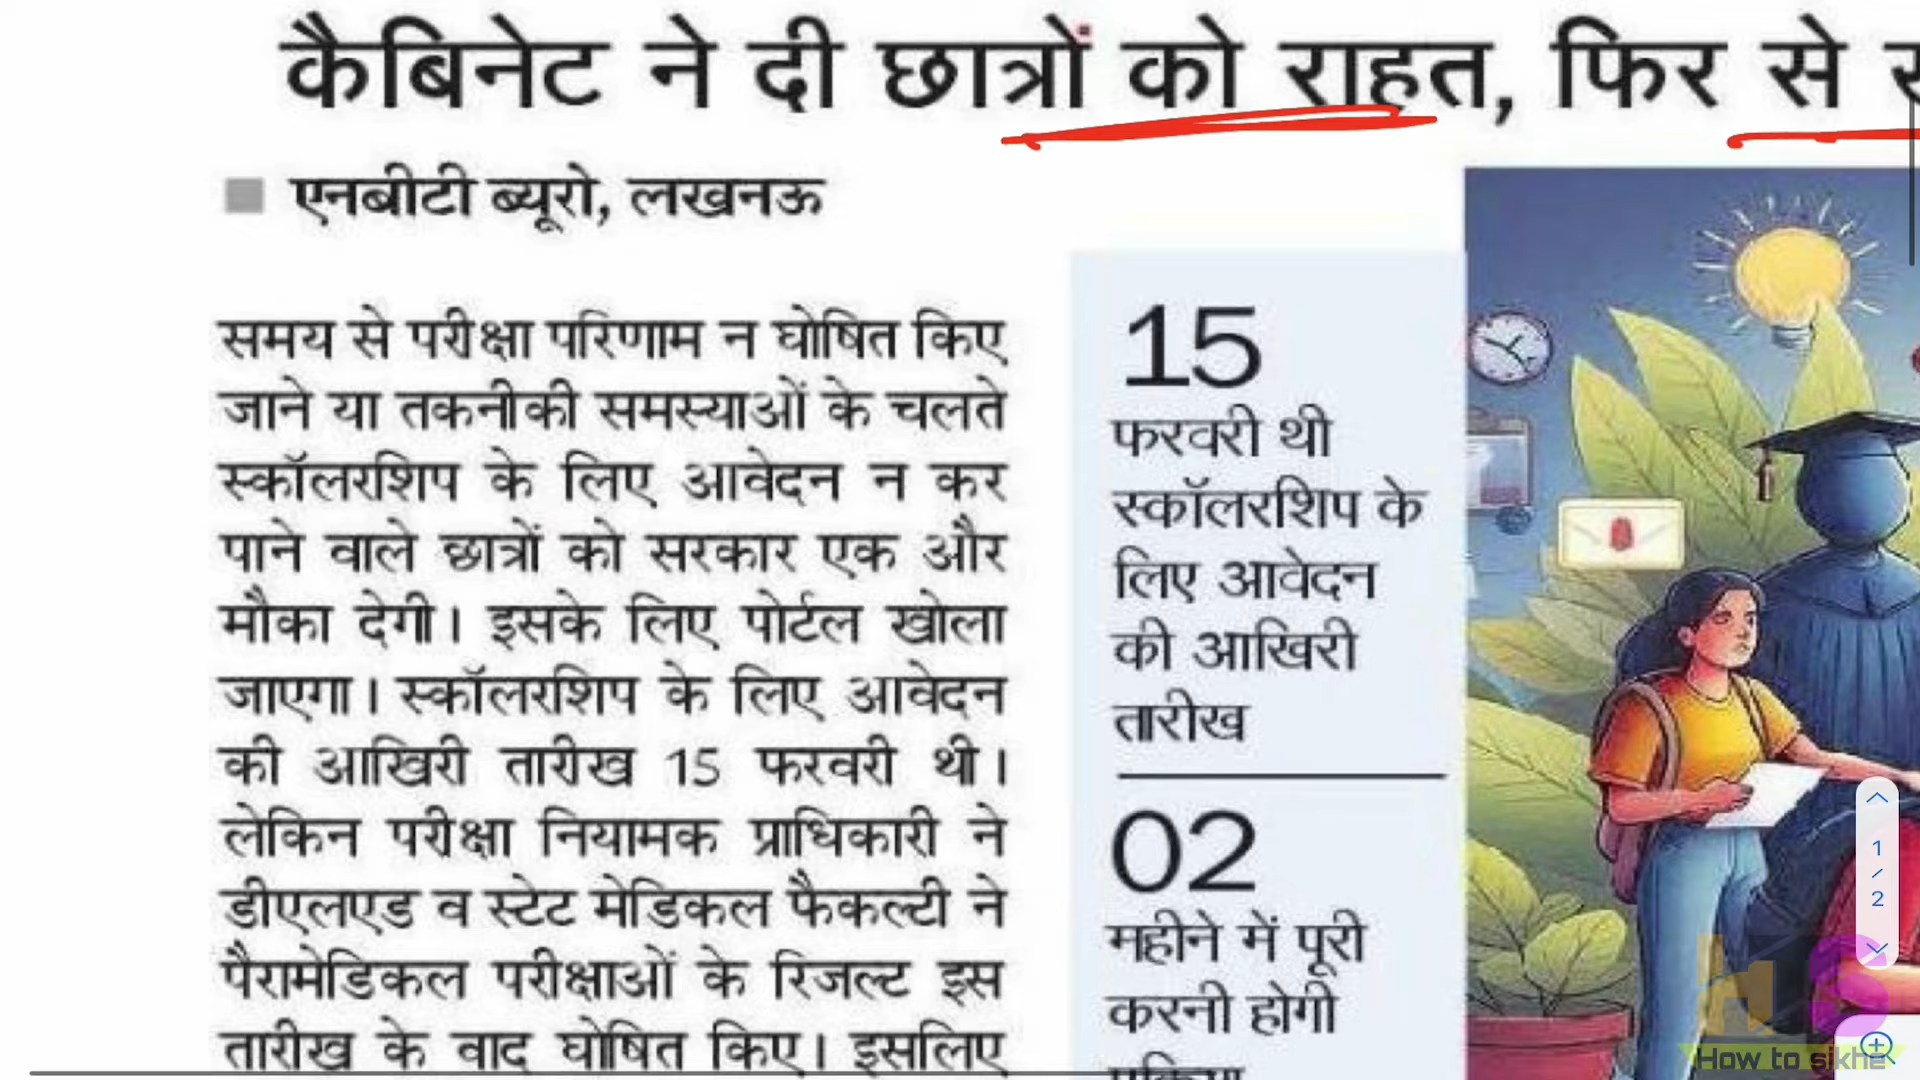 कैबिनेट ने दी छात्रों को राहत, फिर से
एनबीटी ब्यूरो, लखनऊ
समय से परीक्षा परिणाम न घोषित किए
जाने या तकनीकी समस्याओं के चलते
स्कॉलरशिप के लिए आवेदन न कर
पाने वाले छात्रों को सरकार एक और
मौका देगी। इसके लिए पोर्टल खोला
जाएगा। स्कॉलरशिप के लिए आवेदन
की आखिरी तारीख 15 फरवरी थी।
लेकिन परीक्षा नियामक प्राधिकारी ने
डीएलएड व स्टेट मेडिकल फैकल्टी ने
पैरामेडिकल परीक्षाओं के रिजल्ट इस
तारीख के बाद घोषित किए। इसलिए
15
फरवरी थी
स्कॉलरशिप के
लिए आवेदन
की आखिरी
तारीख
02
महीने में पूरी
करनी होगी
1
/
2
HS
How to sikhe